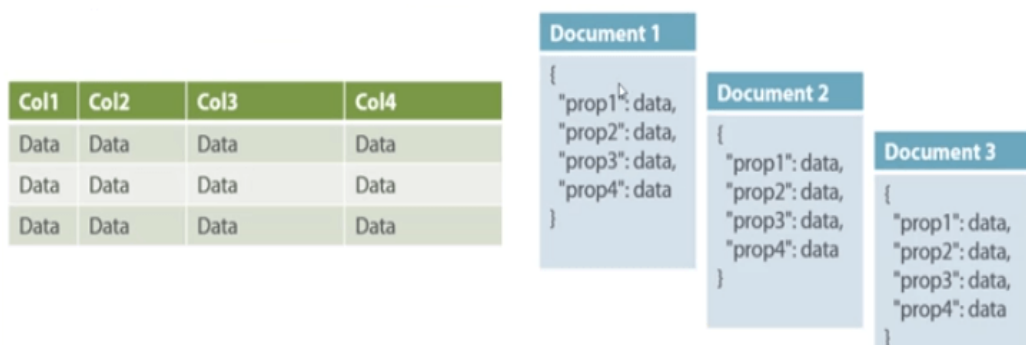 Col1 Col2 Col3 Col4
Data Data Data Data
Data Data Data Data
Data Data Data Data
Document 1
{
"prop1": data,
"prop2": data,
"prop3": data,
"prop4": data
}
Document 2
{
"prop1": data,
"prop2": data,
"prop3": data,
"prop4": data
}
Document 3
{
"prop1": data,
"prop2": data,
"prop3": data,
"prop4": data
}